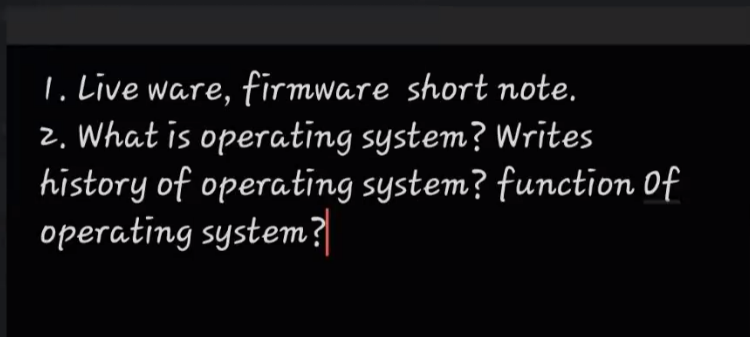 1. Live ware, firmware short note.
2. What is operating system? Writes
history of operating system? function Of
operating system?